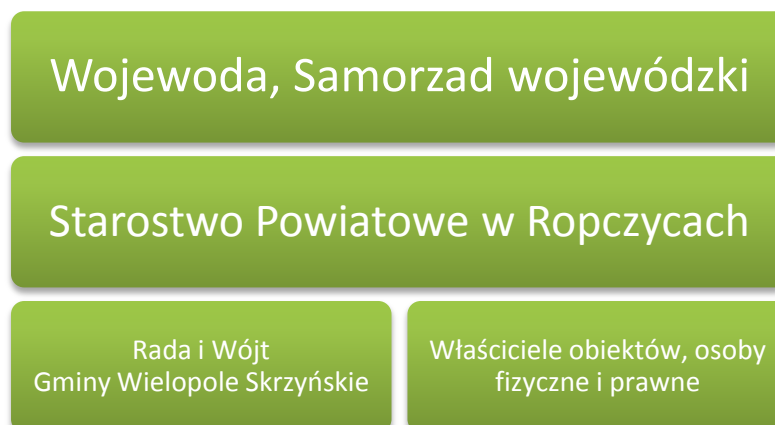 Wojewoda, Samorzad wojewódzki
Starostwo Powiatowe w Ropczycach
Rada i Wójt
Gminy Wielopole Skrzyńskie
Właściciele obiektów, osoby
fizyczne i prawne